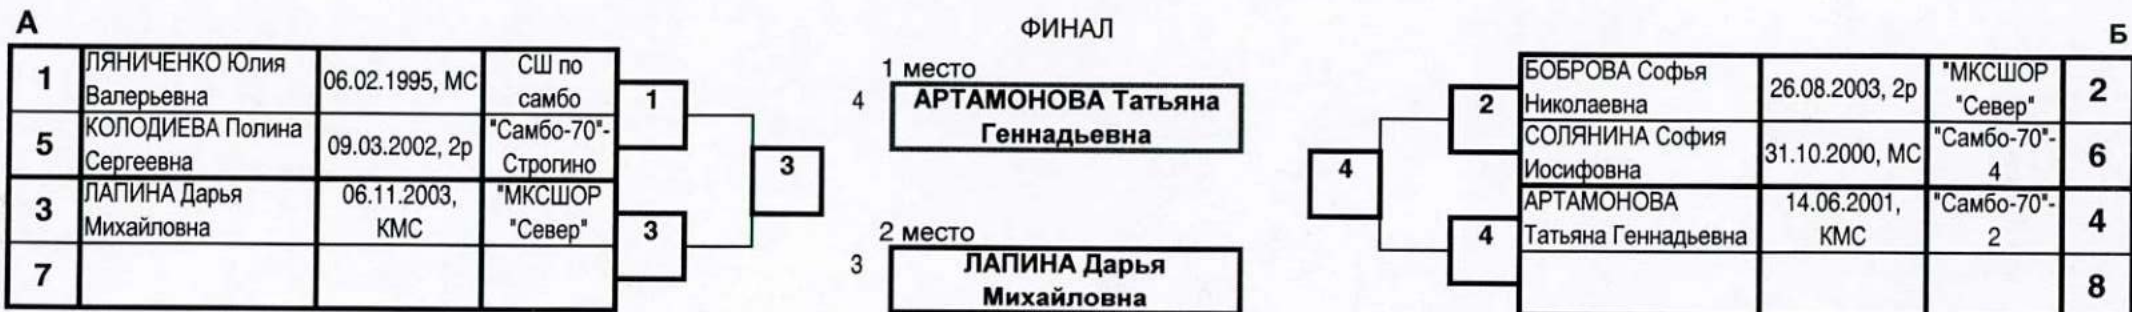 А
ФИНАЛ
Б
1
ЛЯНИЧЕНКО Юлия
Валерьевна
06.02.1995, МС
СШ по
самбо
5
КОЛОДИЕВА Полина
Сергеевна
09.03.2002, 2р
"Самбо-70"-
Строгино
3
ЛАПИНА Дарья
Михайловна
06.11.2003,
КМС
"МКСШОР
"Север"
7
1
3
3
1 место
4
АРТАМОНОВА Татьяна
Геннадьевна
2 место
3
ЛАПИНА Дарья
Михайловна
4
2
4
БОБРОВА Софья
Николаевна
26.08.2003, 2р
"МКСШОР
"Север"
2
СОЛЯНИНА София
Иосифовна
31.10.2000, МС
"Самбо-70"-
4
6
АРТАМОНОВА
Татьяна Геннадьевна
14.06.2001,
КМС
"Самбо-70"-
2
4
8